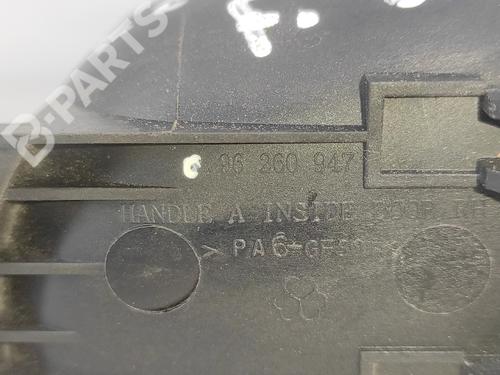 B-PARTS
96 260 947
HANDLE A INSIDE DOOR RH
>PA6-GF30<